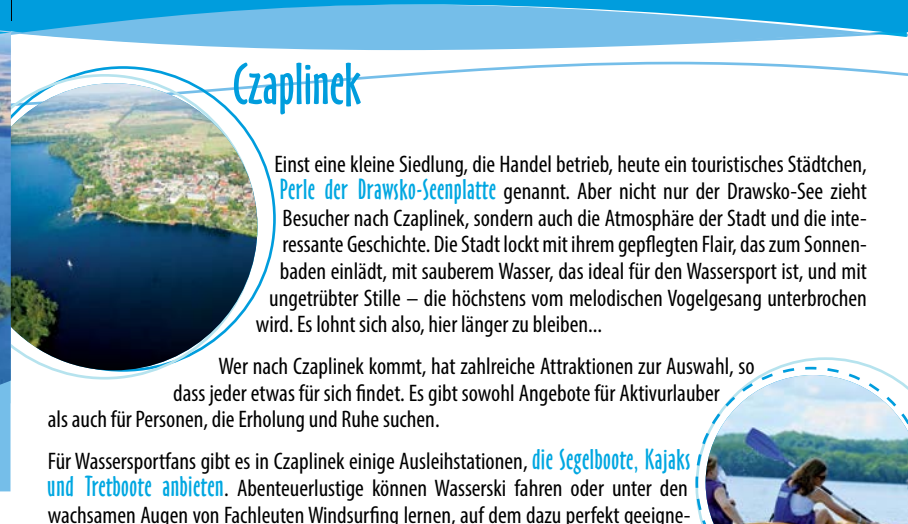 Czaplinek
Einst eine kleine Siedlung, die Handel betrieb, heute ein touristisches Städtchen,
Perle der Drawsko-Seenplatte genannt. Aber nicht nur der Drawsko-See zieht
Besucher nach Czaplinek, sondern auch die Atmosphäre der Stadt und die inte-
ressante Geschichte. Die Stadt lockt mit ihrem gepflegten Flair, das zum Sonnen-
baden einlädt, mit sauberem Wasser, das ideal für den Wassersport ist, und mit
ungetrübter Stille – die höchstens vom melodischen Vogelgesang unterbrochen
wird. Es lohnt sich also, hier länger zu bleiben...
Wer nach Czaplinek kommt, hat zahlreiche Attraktionen zur Auswahl, so
dass jeder etwas für sich findet. Es gibt sowohl Angebote für Aktivurlauber
als auch für Personen, die Erholung und Ruhe suchen.
Für Wassersportfans gibt es in Czaplinek einige Ausleihstationen, die Segelboote, Kajaks
und Tretboote anbieten. Abenteuerlustige können Wasserski fahren oder unter den
wachsamen Augen von Fachleuten Windsurfing lernen, auf dem dazu perfekt geeigne-